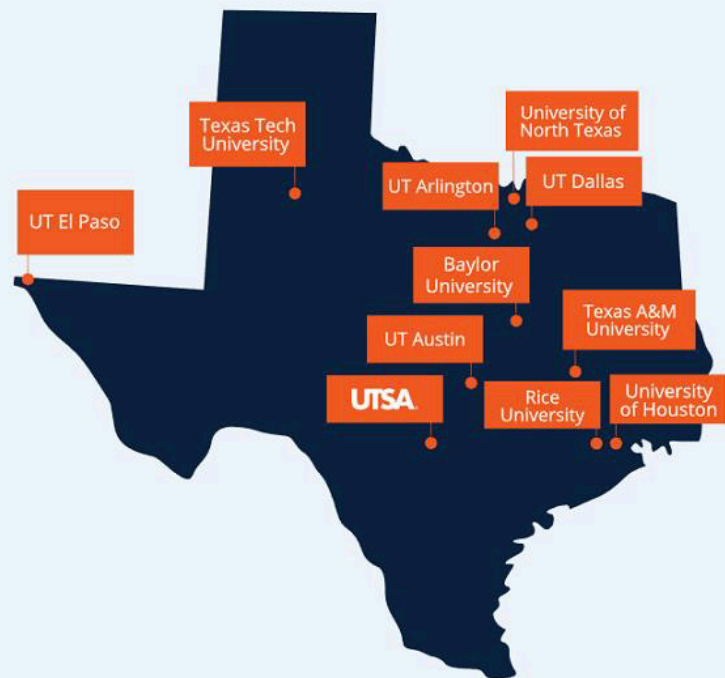 University of
North Texas
Texas Tech
University
UT Arlington
UT Dallas
UT El Paso
Baylor
University
Texas A&M
University
UT Austin
UTSA
Rice
University
University
of Houston